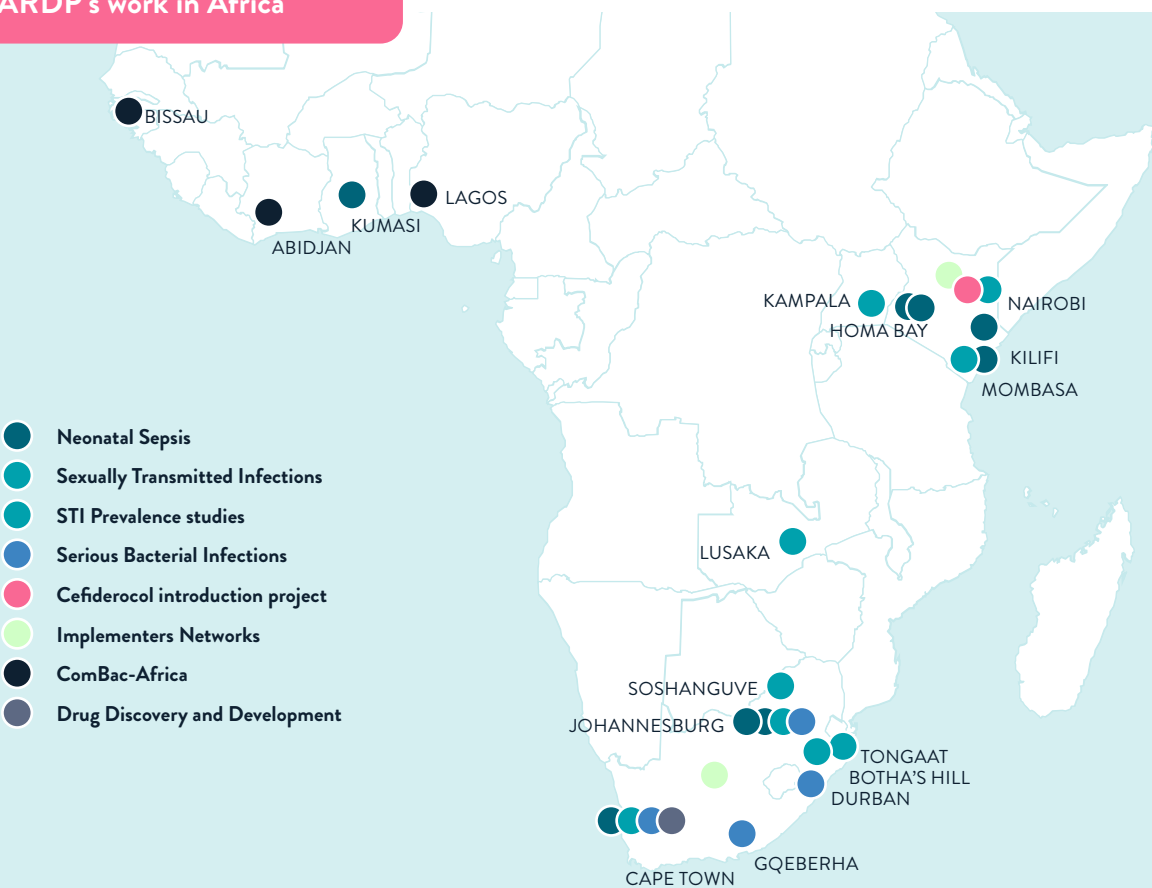 ARDP's work in Africa
BISSAU
LAGOS
KUMASI
ABIDJAN
KAMPALA
NAIROBI
HOMA BAY
KILIFI
MOMBASA
Neonatal Sepsis
Sexually Transmitted Infections
STI Prevalence studies
Serious Bacterial Infections
Cefiderocol introduction project
Implementers Networks
ComBac-Africa
Drug Discovery and Development
LUSAKA
SOSHANGUVE
JOHANNESBURG
TONGAAT
BOTHA'S HILL
DURBAN
GQEBERHA
CAPE TOWN